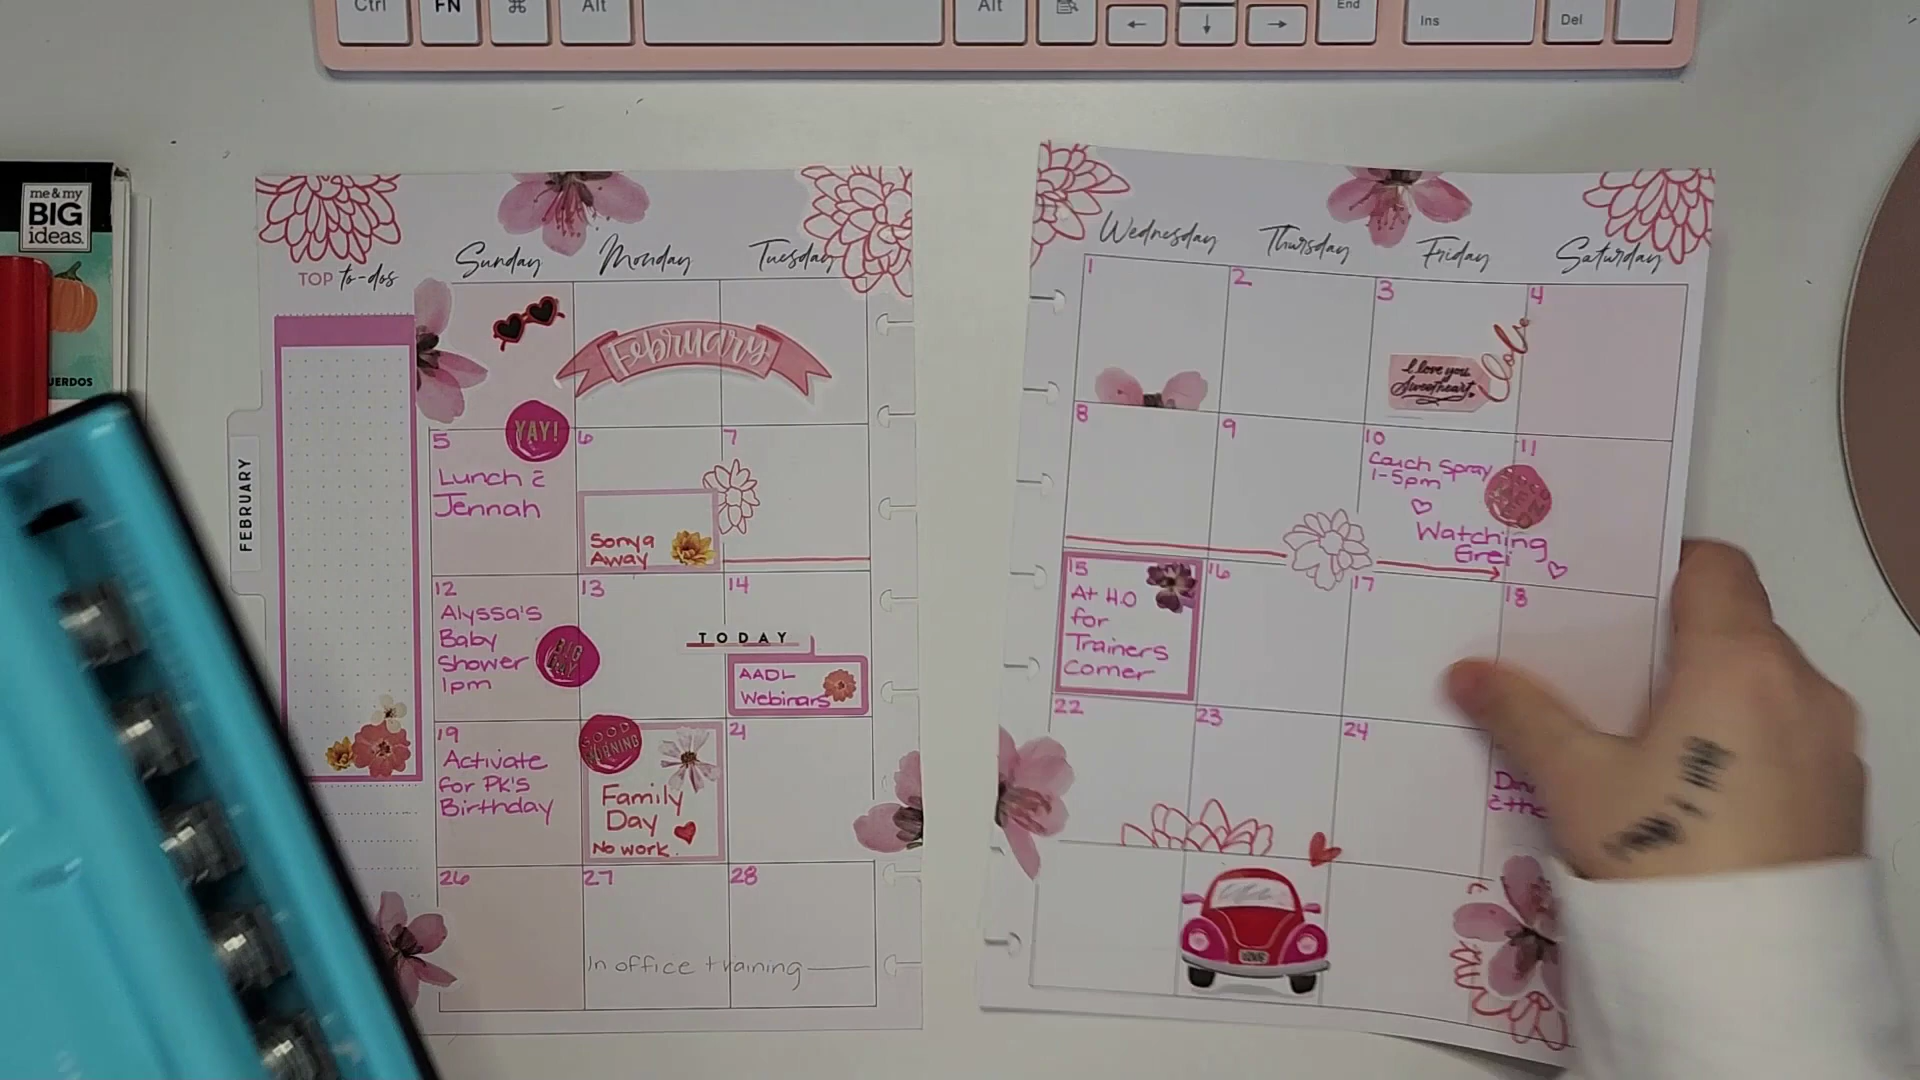 Ctrl
FN
Alt
Alt
End
Ins
Del
me & my
BIG
ideas.
UERDOS
FEBRUARY
TOP to-dos
Sunday
Monday
Tuesday
February
YAY!
5
6
7
Lunch c̄
Jennah
Sonya
Away
12
13
14
Alyssa's
Baby
Shower
1pm
BIG
DAY
TODAY
AADL
Webinars
19
21
Activate
for PK's
Birthday
GOOD
MORNING
Family
Day
No work
26
27
28
In office training
Wednesday
Thursday
Friday
Saturday
1
2
3
4
I love you
Sweetheart
8
9
10
11
Couch Spray
1-5pm
Watching
15
16
17
18
At H.O
for
Trainers
Corner
22
23
24
LOVE